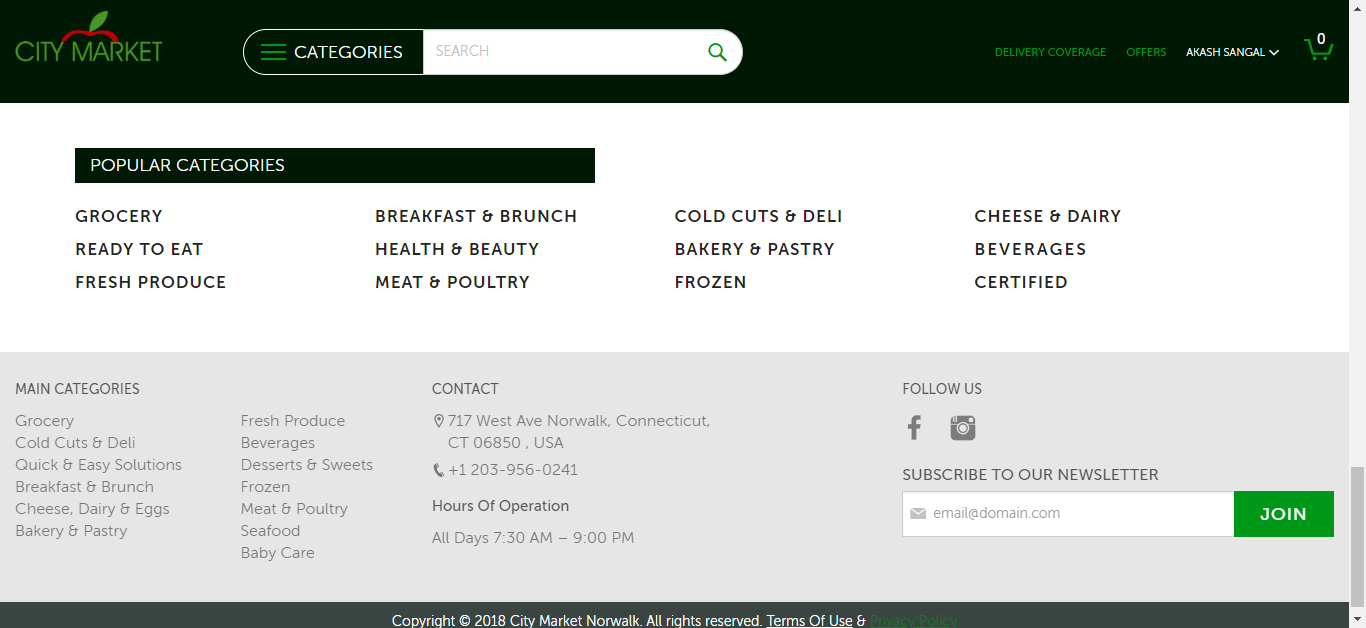 CITY MARKET
CATEGORIES
SEARCH
DELIVERY COVERAGE
OFFERS
AKASH SANGAL
0
POPULAR CATEGORIES
GROCERY
BREAKFAST & BRUNCH
COLD CUTS & DELI
CHEESE & DAIRY
READY TO EAT
HEALTH & BEAUTY
BAKERY & PASTRY
BEVERAGES
FRESH PRODUCE
MEAT & POULTRY
FROZEN
CERTIFIED
MAIN CATEGORIES
Grocery
Cold Cuts & Deli
Quick & Easy Solutions
Breakfast & Brunch
Cheese, Dairy & Eggs
Bakery & Pastry
Fresh Produce
Beverages
Desserts & Sweets
Frozen
Meat & Poultry
Seafood
Baby Care
CONTACT
717 West Ave Norwalk, Connecticut,
CT 06850 , USA
+1 203-956-0241
Hours Of Operation
All Days 7:30 AM – 9:00 PM
FOLLOW US
SUBSCRIBE TO OUR NEWSLETTER
email@domain.com
JOIN
Copyright © 2018 City Market Norwalk. All rights reserved. Terms Of Use & Privacy Policy